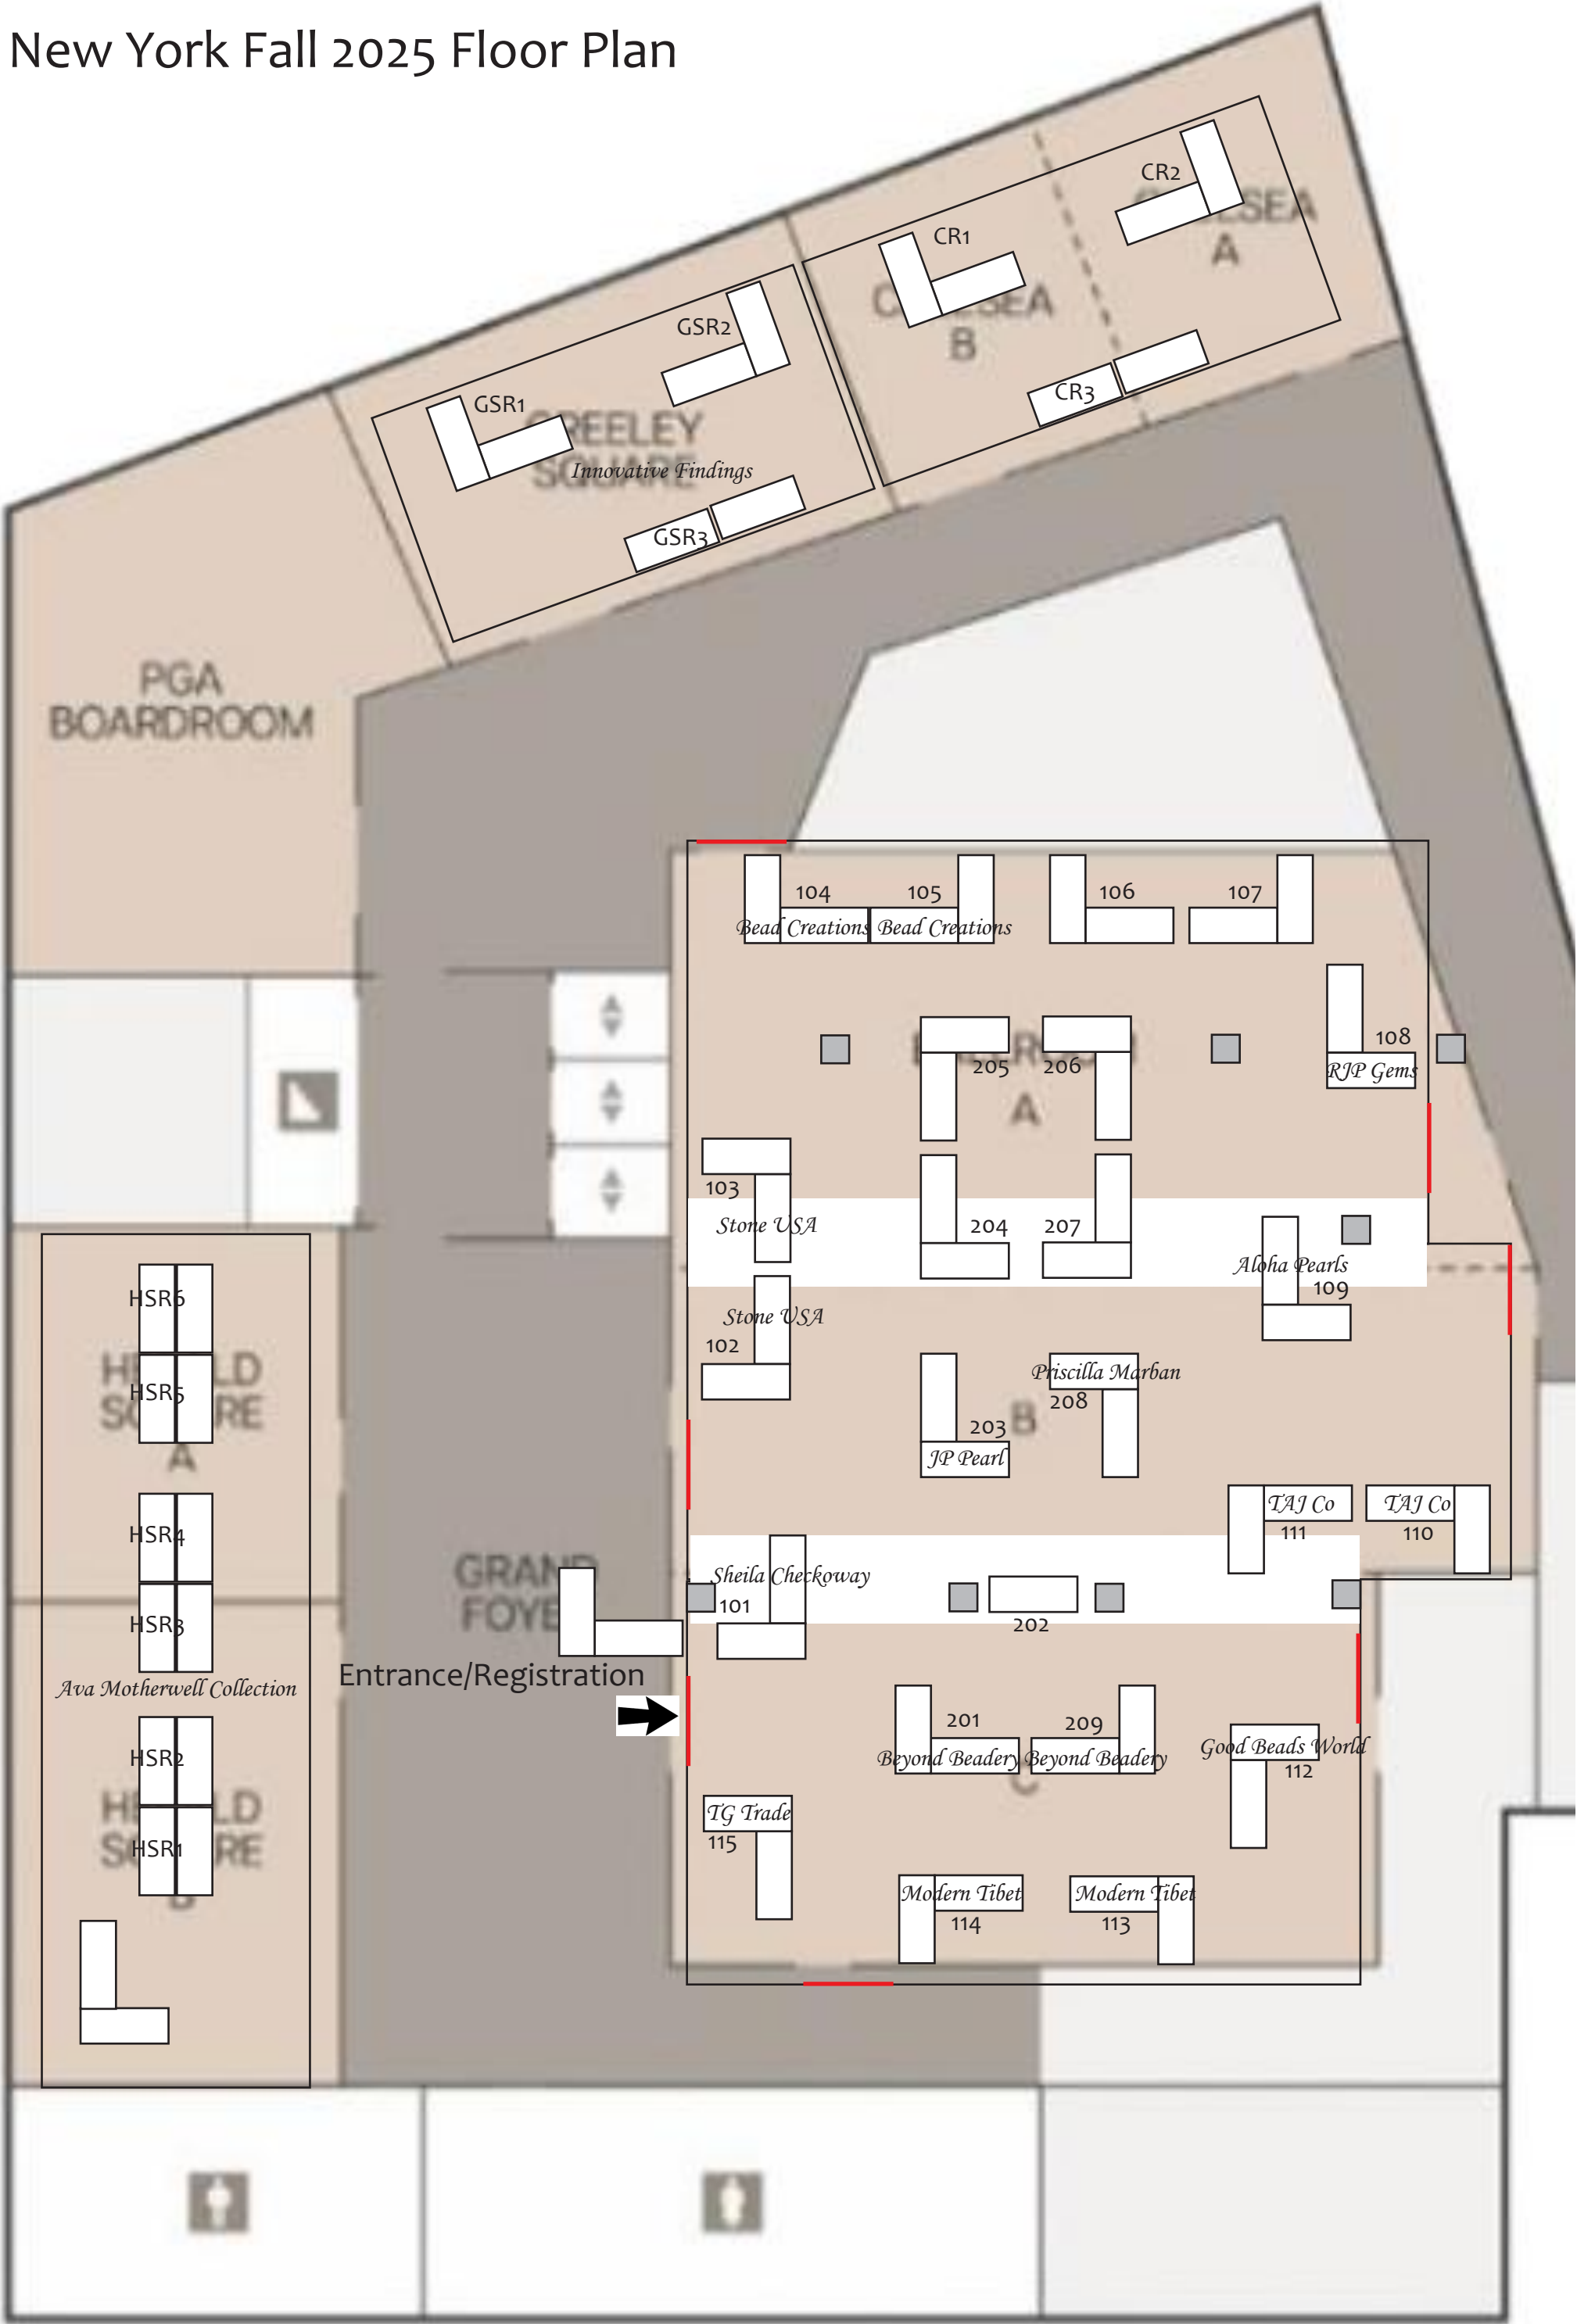 New York Fall 2025 Floor Plan
CR2
A
CR1
B
CR3
GSR2
GSR1
GREELEY
SQUARE
Innovative Findings
GSR3
PGA
BOARDROOM
104
105
106
107
Bead Creations
Bead Creations
108
RJP Gems
205
206
A
103
Stone USA
204
207
Aloha Pearls
109
Stone USA
102
Priscilla Marban
208
203
B
JP Pearl
TAJ Co
111
TAJ Co
110
HSR6
HSR5
A
HSR4
HSR3
Ava Motherwell Collection
HSR2
HSR1
B
GRAND
FOYE
Entrance/Registration
Sheila Checkoway
101
202
201
209
Beyond Beadery
Beyond Beadery
C
Good Beads World
112
TG Trade
115
Modern Tibet
114
Modern Tibet
113